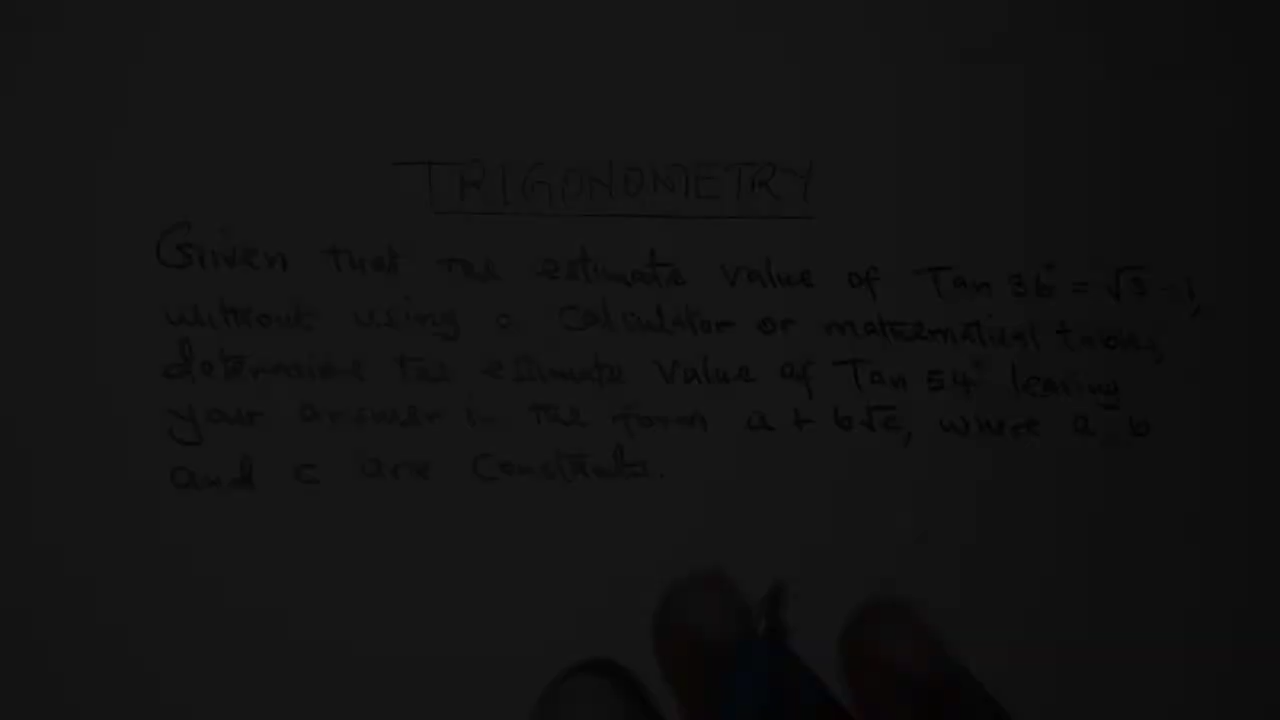 TRIGONOMETRY
Given that the estimate value of Tan 36° = √3 - 1,
without using a calculator or mathematical tables,
determine the estimate value of Tan 54° leaving
your answer in the form a + b√c, where a b
and c are constants.